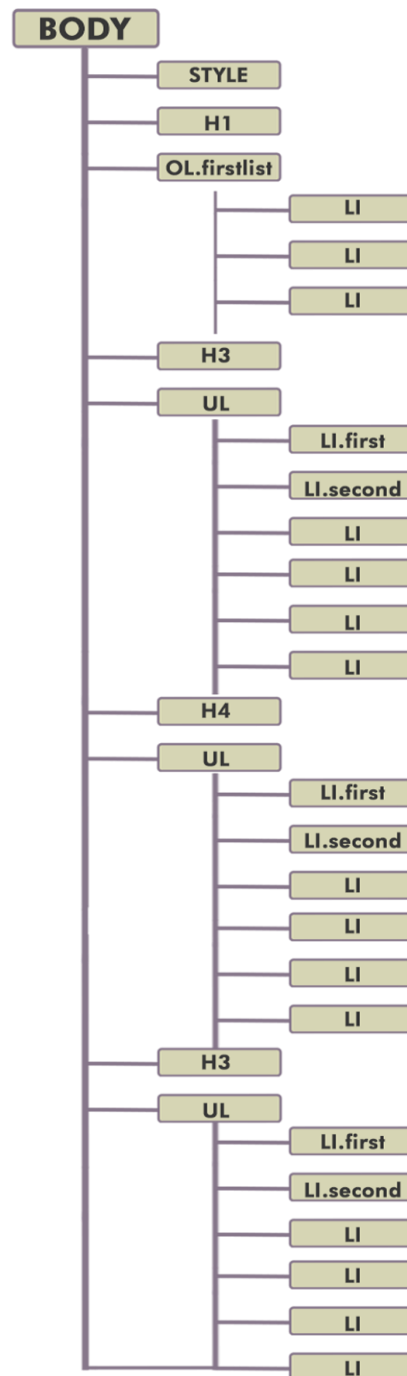 BODY
STYLE
H1
OL.firstlist
LI
LI
LI
H3
UL
LI.first
LI.second
LI
LI
LI
LI
H4
UL
LI.first
LI.second
LI
LI
LI
LI
H3
UL
LI.first
LI.second
LI
LI
LI
LI